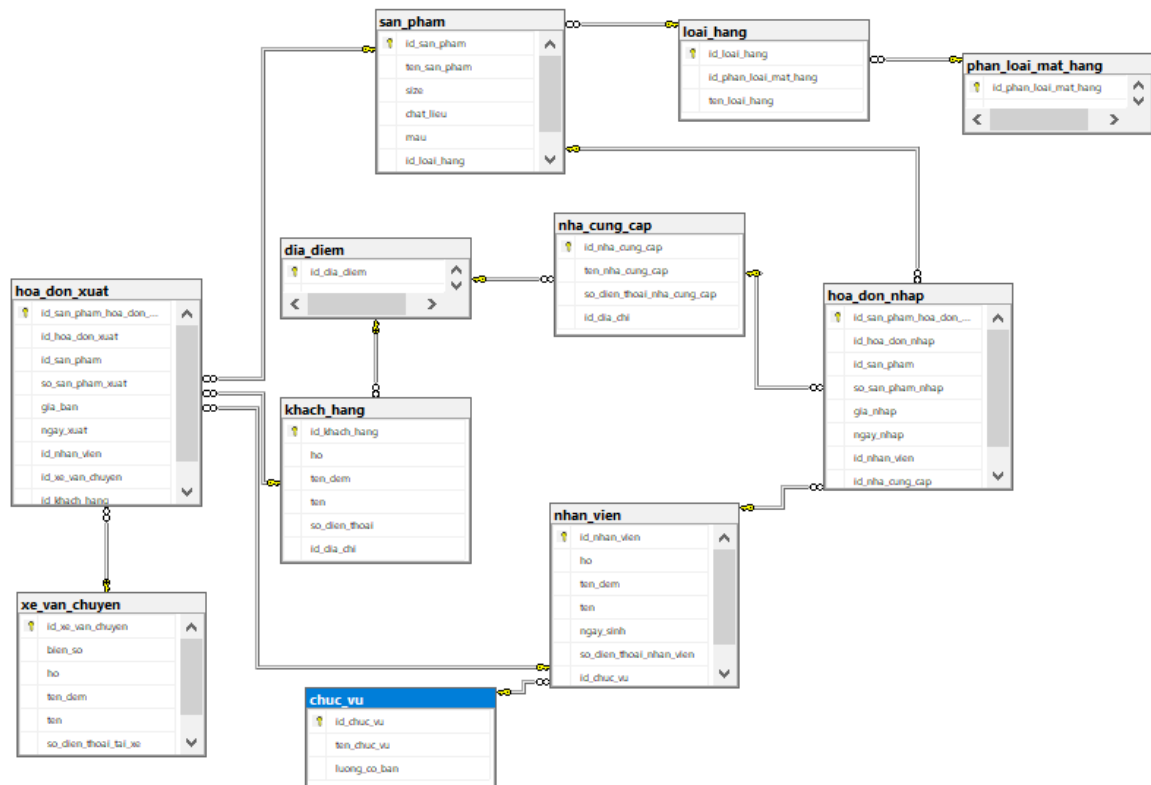 san_pham
id_san_pham
ten_san_pham
size
chat_lieu
mau
id_loai_hang
loai_hang
id_loai_hang
id_phan_loai_mat_hang
ten_loai_hang
phan_loai_mat_hang
id_phan_loai_mat_hang
dia_diem
id_dia_diem
nha_cung_cap
id_nha_cung_cap
ten_nha_cung_cap
so_dien_thoai_nha_cung_cap
id_dia_chi
hoa_don_xuat
id_san_pham_hoa_don_...
id_hoa_don_xuat
id_san_pham
so_san_pham_xuat
gia_ban
ngay_xuat
id_nhan_vien
id_xe_van_chuyen
id_khach_hang
hoa_don_nhap
id_san_pham_hoa_don_...
id_hoa_don_nhap
id_san_pham
so_san_pham_nhap
gia_nhap
ngay_nhap
id_nhan_vien
id_nha_cung_cap
khach_hang
id_khach_hang
ho
ten_dem
ten
so_dien_thoai
id_dia_chi
nhan_vien
id_nhan_vien
ho
ten_dem
ten
ngay_sinh
so_dien_thoai_nhan_vien
id_chuc_vu
xe_van_chuyen
id_xe_van_chuyen
bien_so
ho
ten_dem
ten
so_dien_thoai_tai_xe
chuc_vu
id_chuc_vu
ten_chuc_vu
luong_co_ban